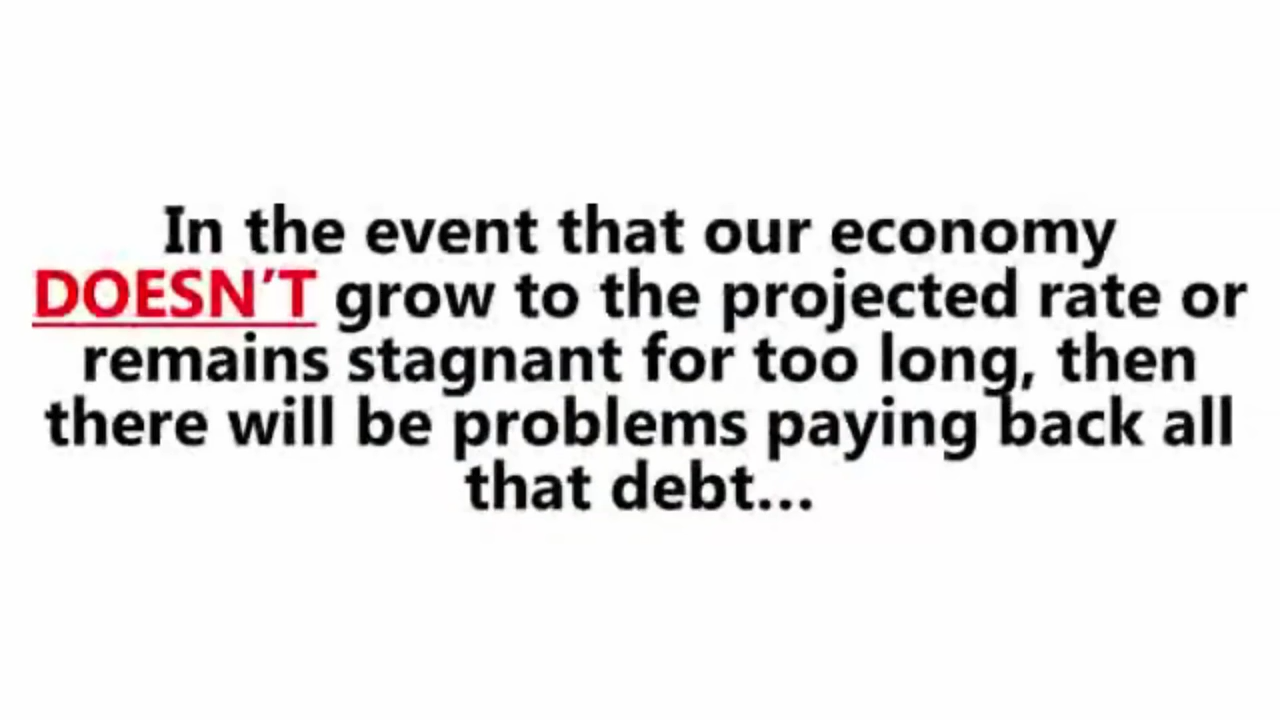 In the event that our economy
DOESN’T grow to the projected rate or
remains stagnant for too long, then
there will be problems paying back all
that debt...